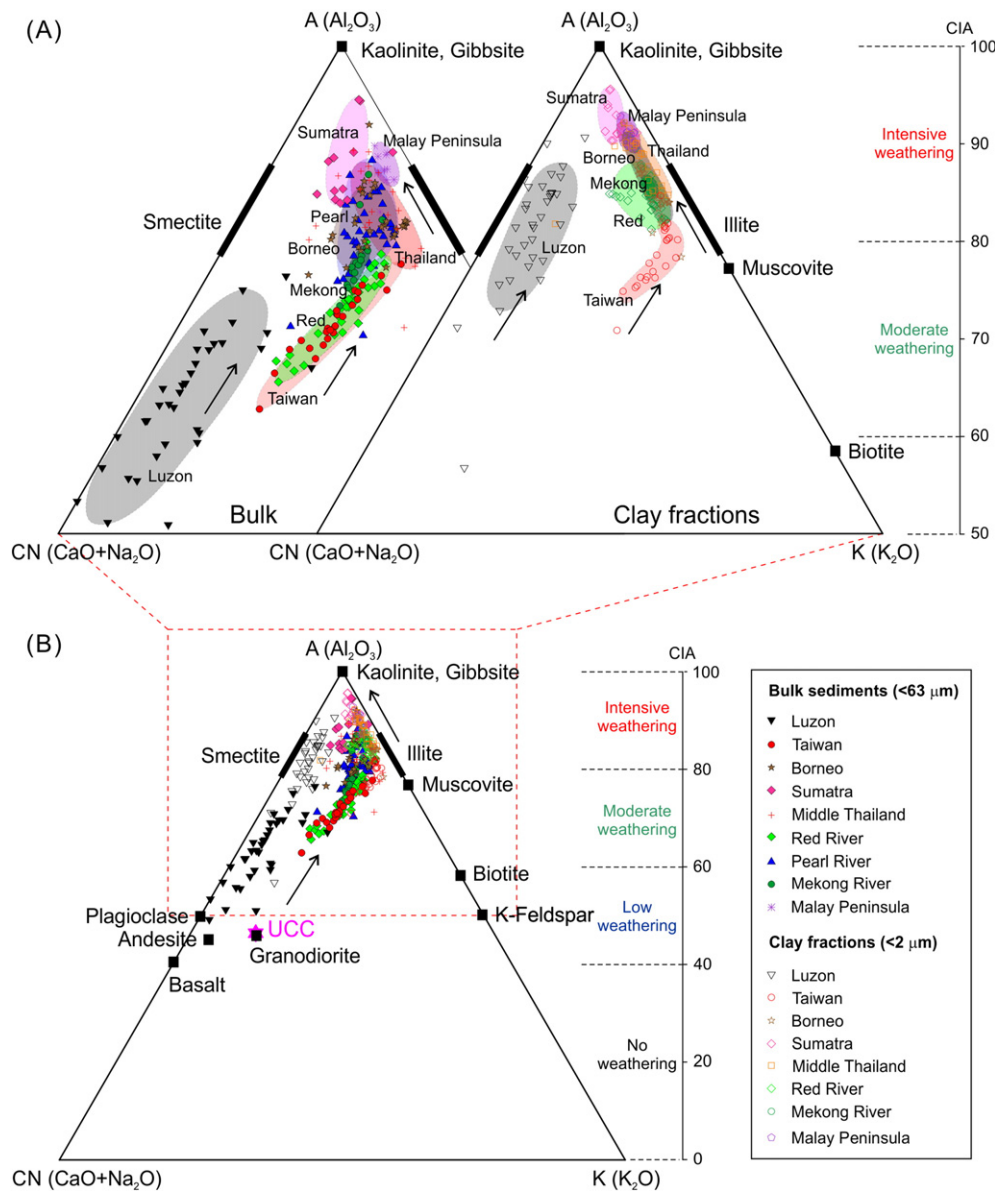 (A)
A (Al₂O₃)
Kaolinite, Gibbsite
A (Al₂O₃)
Kaolinite, Gibbsite
CIA
100
90
80
70
60
50
Intensive
weathering
Moderate
weathering
Sumatra
Malay Peninsula
Smectite
Pearl
Borneo
Thailand
Mekong
Red
Taiwan
Luzon
Bulk
Sumatra
Malay Peninsula
Thailand
Borneo
Mekong
Red
Luzon
Taiwan
Illite
Muscovite
Biotite
Clay fractions
CN (CaO+Na₂O)
CN (CaO+Na₂O)
K (K₂O)
(B)
A (Al₂O₃)
Kaolinite, Gibbsite
CIA
100
80
60
40
20
0
Intensive
weathering
Moderate
weathering
Low
weathering
No
weathering
Smectite
Illite
Muscovite
Biotite
K-Feldspar
Plagioclase
Andesite
UCC
Granodiorite
Basalt
CN (CaO+Na₂O)
K (K₂O)
Bulk sediments (<63 μm)
Luzon
Taiwan
Borneo
Sumatra
Middle Thailand
Red River
Pearl River
Mekong River
Malay Peninsula
Clay fractions (<2 μm)
Luzon
Taiwan
Borneo
Sumatra
Middle Thailand
Red River
Mekong River
Malay Peninsula